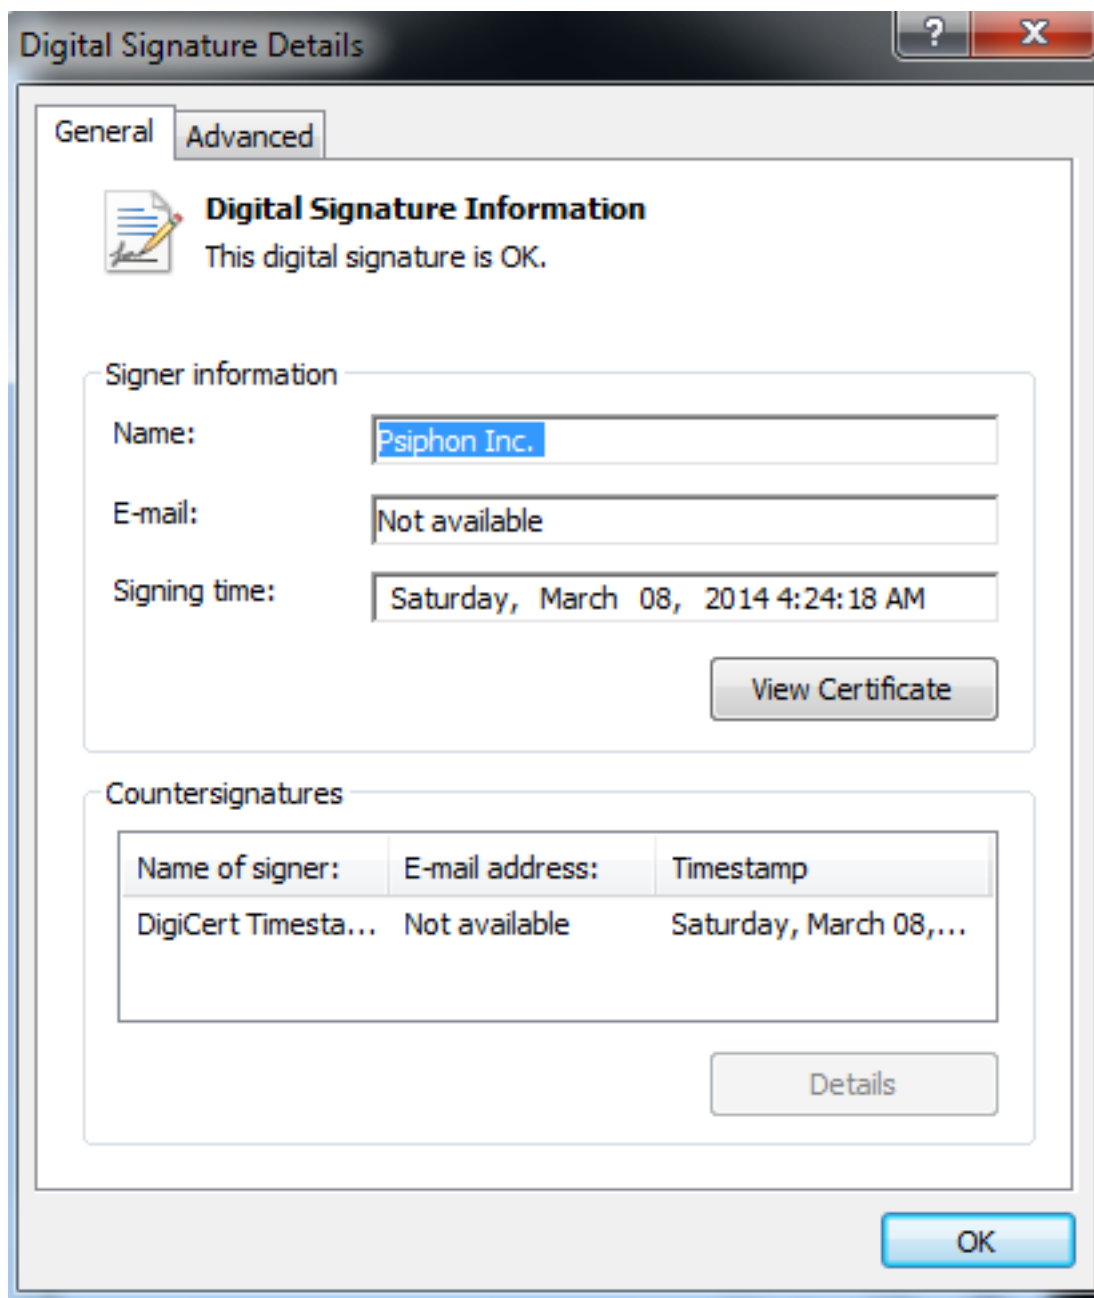 Digital Signature Details
?
General Advanced
Digital Signature Information
This digital signature is OK.
Signer information
Name: Psiphon Inc.
E-mail: Not available
Signing time: Saturday, March 08, 2014 4:24:18 AM
View Certificate
Countersignatures
Name of signer: E-mail address: Timestamp
DigiCert Timesta... Not available Saturday, March 08,...
Details
OK